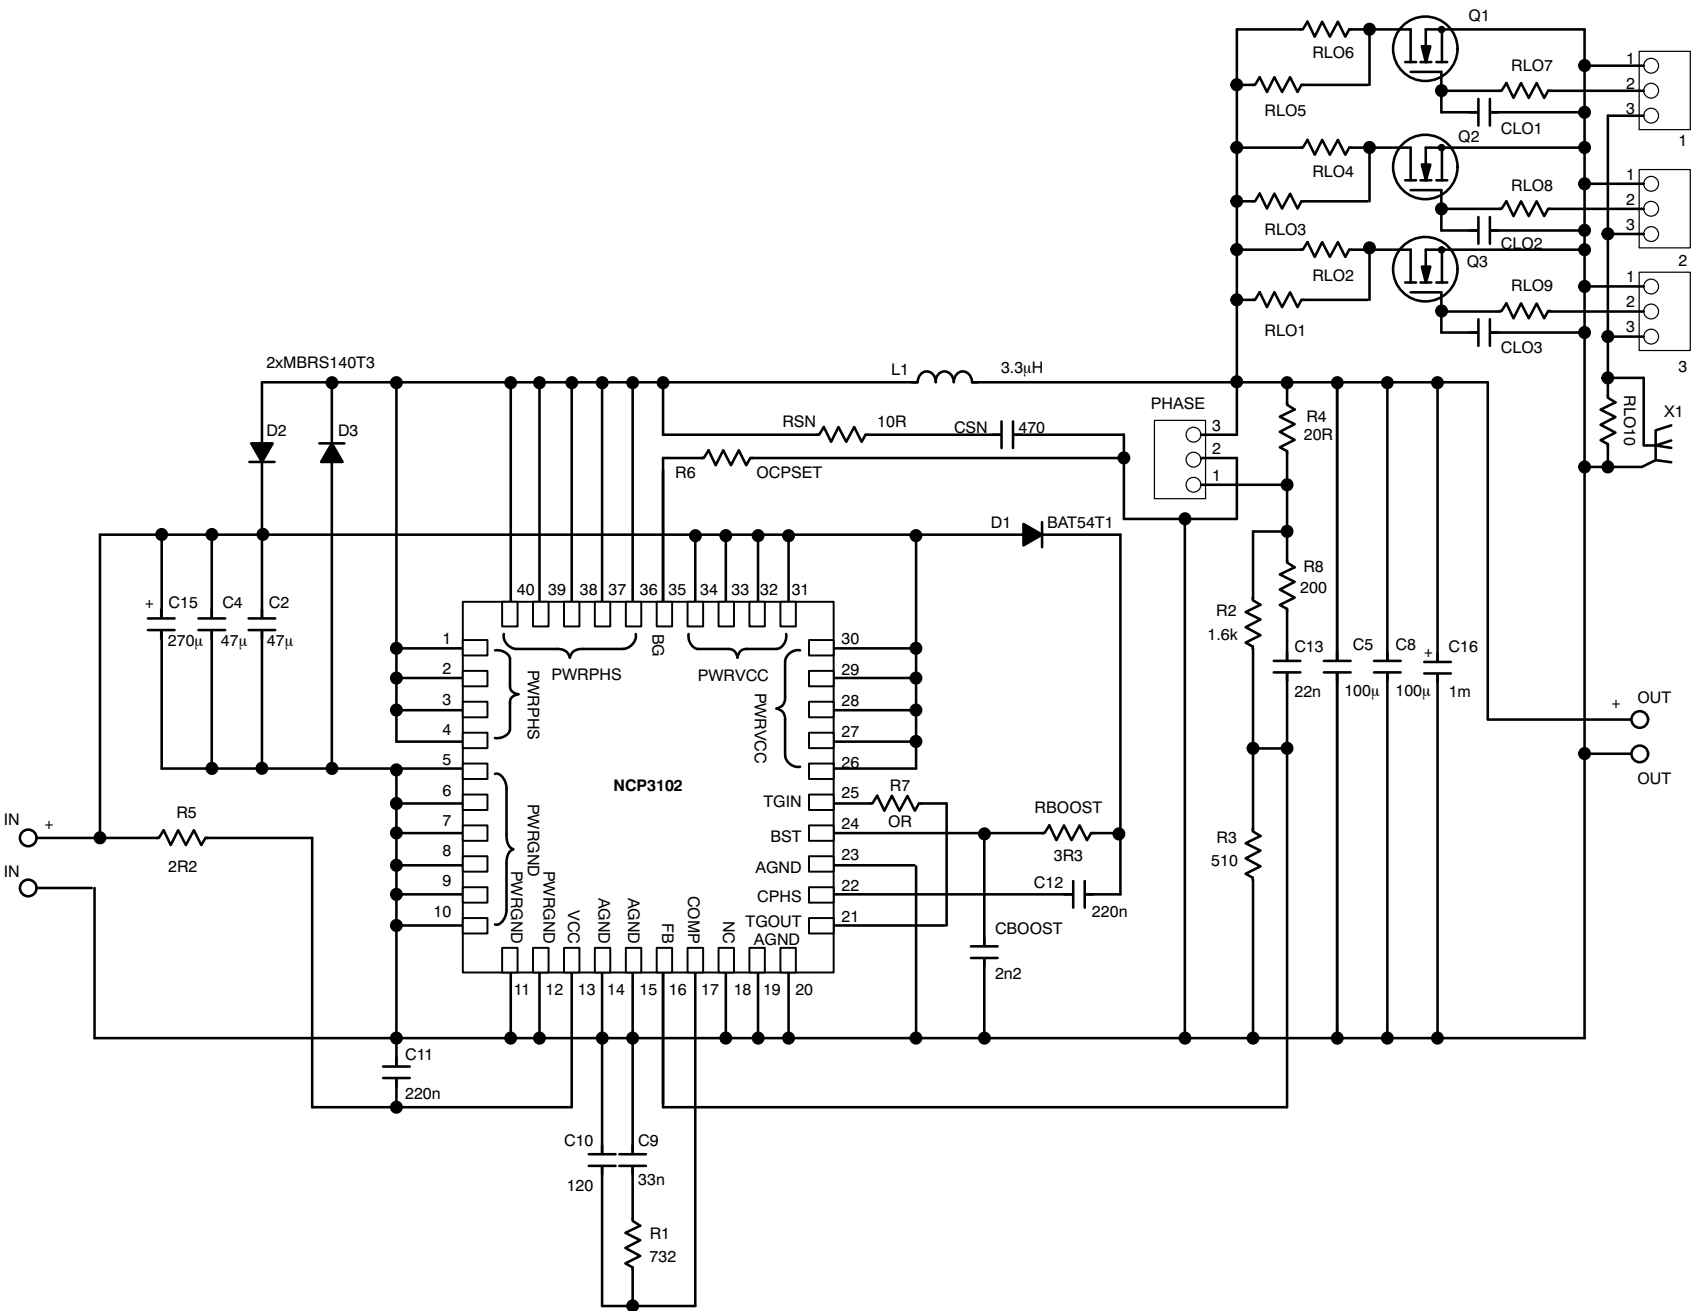 Q1
RLO6
RLO7
1
2
3
RLO5
CLO1
Q2
1
RLO4
RLO8
1
2
3
RLO3
CLO2
Q3
2
RLO2
RLO9
1
2
3
RLO1
CLO3
3
2xMBRS140T3
L1
3.3μH
PHASE
3
2
1
R4
20R
RLO10
X1
RSN
10R
CSN
470
R6
OCPSET
D2
D3
D1
BAT54T1
+
C15
270μ
C4
47μ
C2
47μ
40
39
38
37
36
35
34
33
32
31
PWRPHS
BG
PWRVCC
1
2
3
4
5
6
7
8
9
10
PWRPHS
PWRGND
PWRVCC
30
29
28
27
26
25
24
23
22
21
NCP3102
TGIN
BST
AGND
CPHS
TGOUT
AGND
R7
OR
RBOOST
3R3
C12
220n
CBOOST
2n2
PWRGND
PWRGND
VCC
AGND
AGND
FB
COMP
NC
11
12
13
14
15
16
17
18
19
20
R8
200
R2
1.6k
C13
22n
C5
100μ
C8
100μ
+
C16
1m
R3
510
+
OUT
OUT
IN
+
R5
2R2
IN
C11
220n
C10
120
C9
33n
R1
732